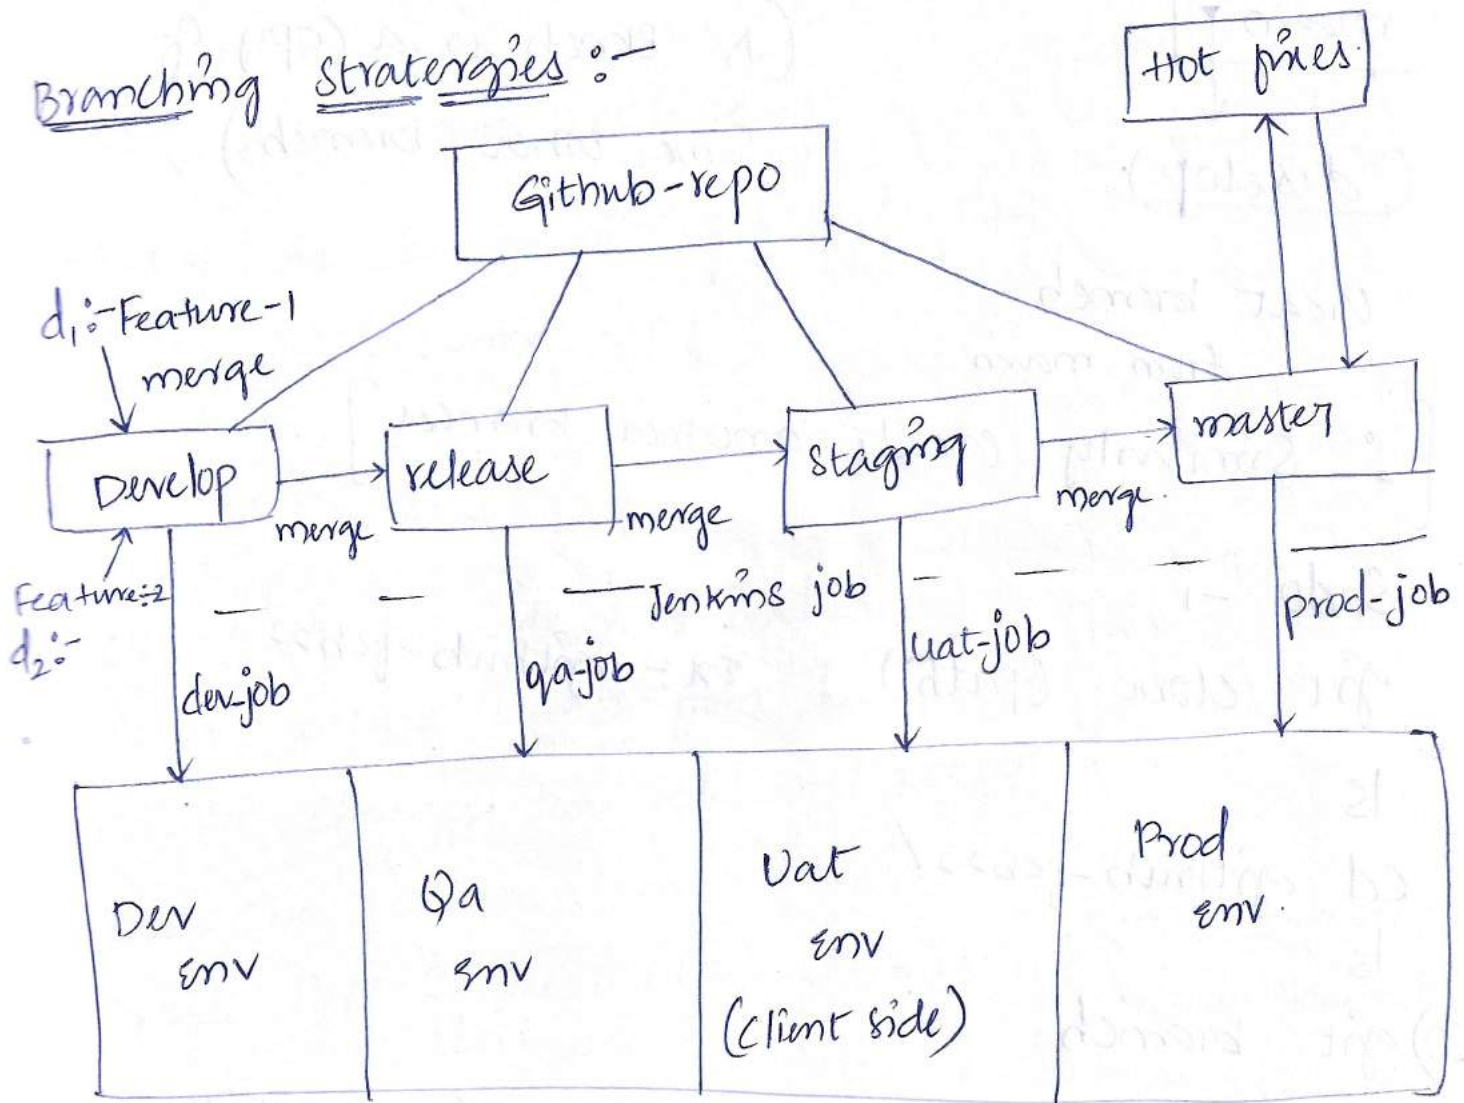 Branching Stratergies :-
Hot fixes
Github-repo
d1:- Feature-1
merge
Develop
release
staging
master
merge
merge
merge.
Feature:2
d2:-
Jenkins job
dev-job
qa-job
uat-job
prod-job
Dev
env
Qa
env
Uat
env
(client side)
Prod
env.